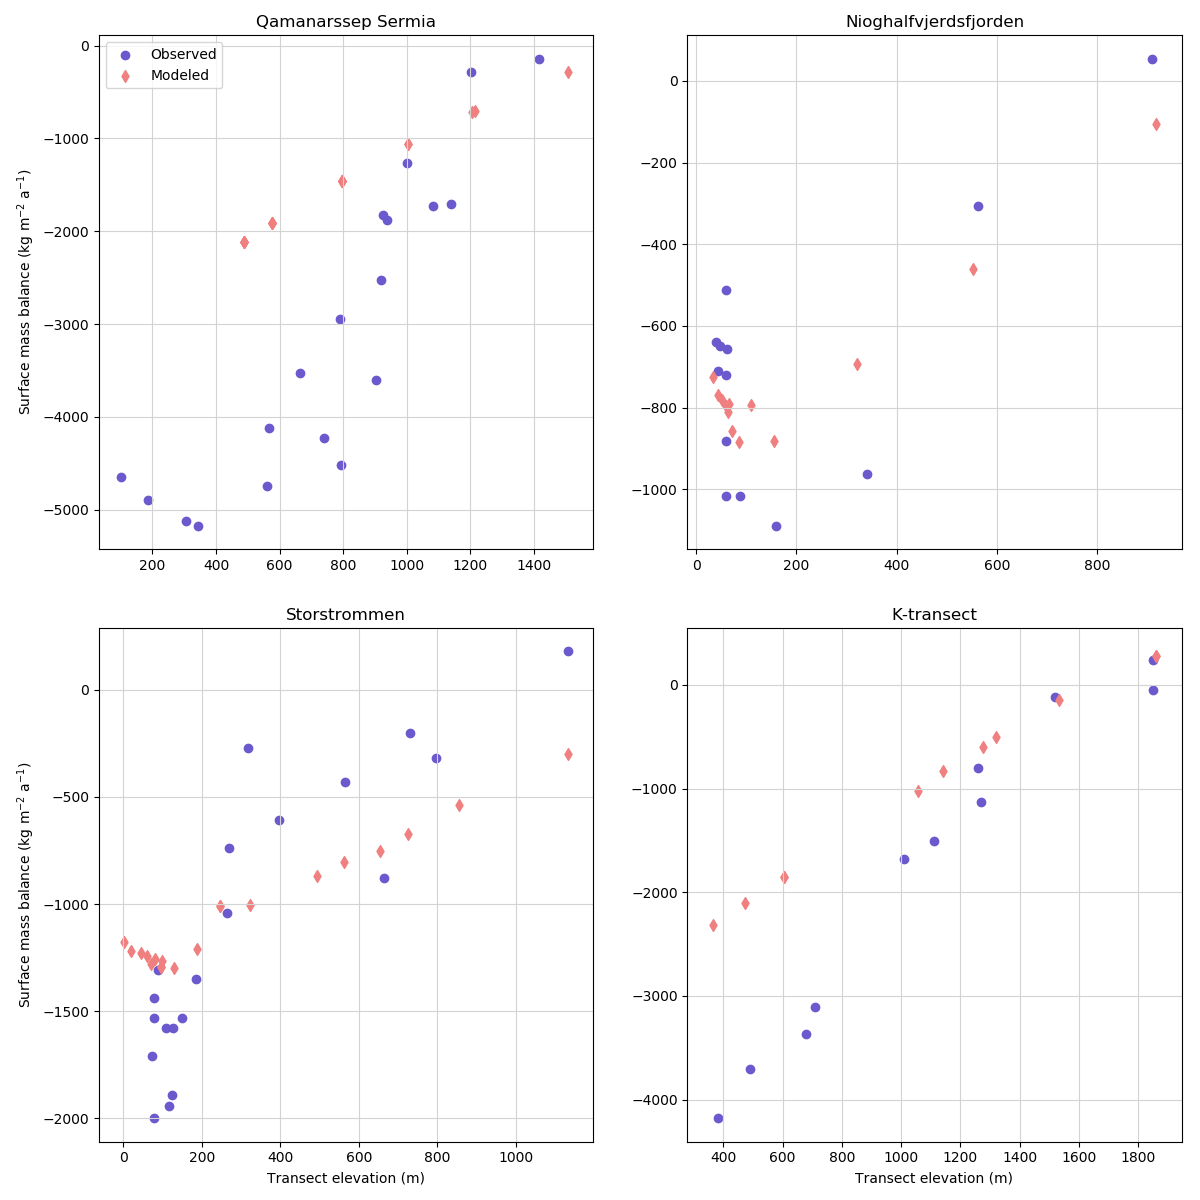 Qamanarssep Sermia
Observed
Modeled
0
−1000
−2000
−3000
−4000
−5000
Surface mass balance (kg m⁻² a⁻¹)
200 400 600 800 1000 1200 1400
Nioghalfvjerdsfjorden
0
−200
−400
−600
−800
−1000
0 200 400 600 800
Storstrommen
0
−500
−1000
−1500
−2000
Surface mass balance (kg m⁻² a⁻¹)
0 200 400 600 800 1000
Transect elevation (m)
K-transect
0
−1000
−2000
−3000
−4000
400 600 800 1000 1200 1400 1600 1800
Transect elevation (m)